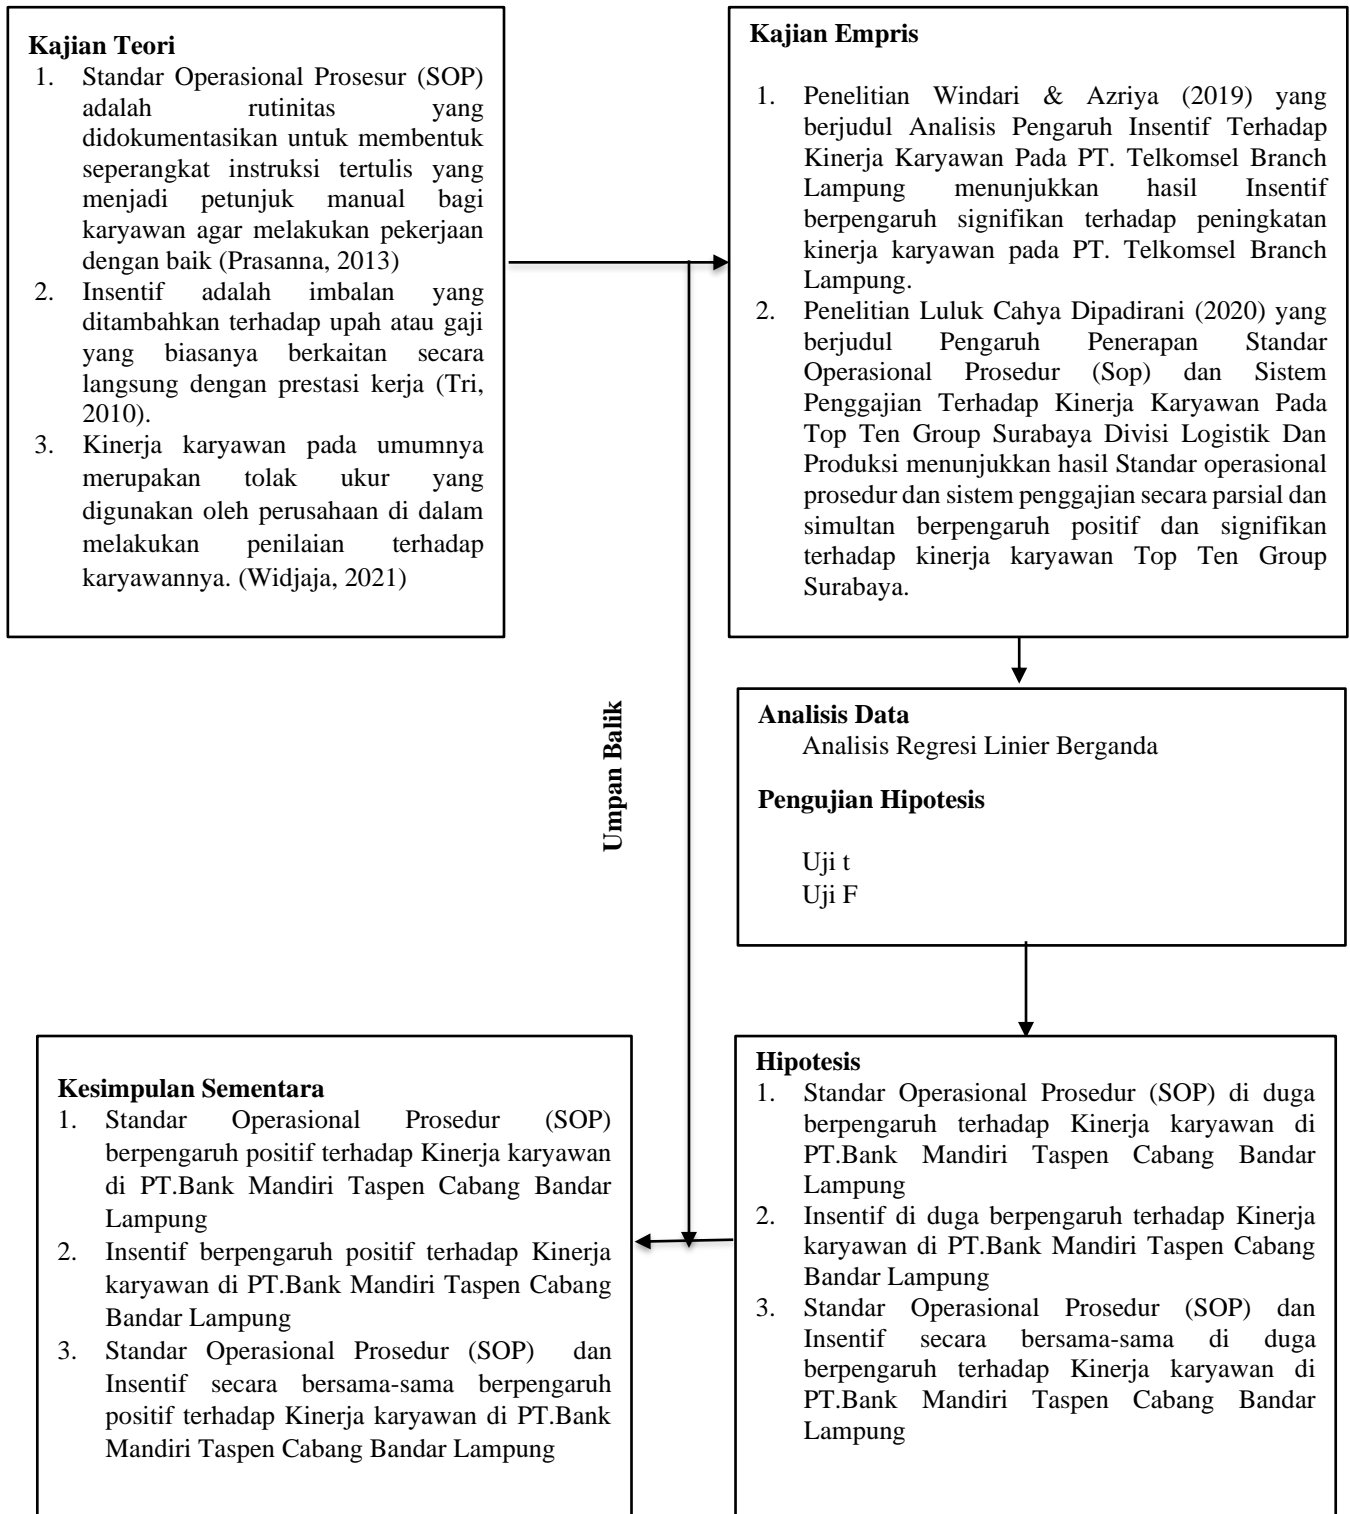 Kajian Teori
1. Standar Operasional Prosesur (SOP)
adalah rutinitas yang
didokumentasikan untuk membentuk
seperangkat instruksi tertulis yang
menjadi petunjuk manual bagi
karyawan agar melakukan pekerjaan
dengan baik (Prasanna, 2013)
2. Insentif adalah imbalan yang
ditambahkan terhadap upah atau gaji
yang biasanya berkaitan secara
langsung dengan prestasi kerja (Tri,
2010).
3. Kinerja karyawan pada umumnya
merupakan tolak ukur yang
digunakan oleh perusahaan di dalam
melakukan penilaian terhadap
karyawannya. (Widjaja, 2021)
Kajian Empris
1. Penelitian Windari & Azriya (2019) yang
berjudul Analisis Pengaruh Insentif Terhadap
Kinerja Karyawan Pada PT. Telkomsel Branch
Lampung menunjukkan hasil Insentif
berpengaruh signifikan terhadap peningkatan
kinerja karyawan pada PT. Telkomsel Branch
Lampung.
2. Penelitian Luluk Cahya Dipadirani (2020) yang
berjudul Pengaruh Penerapan Standar
Operasional Prosedur (Sop) dan Sistem
Penggajian Terhadap Kinerja Karyawan Pada
Top Ten Group Surabaya Divisi Logistik Dan
Produksi menunjukkan hasil Standar operasional
prosedur dan sistem penggajian secara parsial dan
simultan berpengaruh positif dan signifikan
terhadap kinerja karyawan Top Ten Group
Surabaya.
Umpan Balik
Analisis Data
Analisis Regresi Linier Berganda
Pengujian Hipotesis
Uji t
Uji F
Hipotesis
1. Standar Operasional Prosedur (SOP) di duga
berpengaruh terhadap Kinerja karyawan di
PT.Bank Mandiri Taspen Cabang Bandar
Lampung
2. Insentif di duga berpengaruh terhadap Kinerja
karyawan di PT.Bank Mandiri Taspen Cabang
Bandar Lampung
3. Standar Operasional Prosedur (SOP) dan
Insentif secara bersama-sama di duga
berpengaruh terhadap Kinerja karyawan di
PT.Bank Mandiri Taspen Cabang Bandar
Lampung
Kesimpulan Sementara
1. Standar Operasional Prosedur (SOP)
berpengaruh positif terhadap Kinerja karyawan
di PT.Bank Mandiri Taspen Cabang Bandar
Lampung
2. Insentif berpengaruh positif terhadap Kinerja
karyawan di PT.Bank Mandiri Taspen Cabang
Bandar Lampung
3. Standar Operasional Prosedur (SOP) dan
Insentif secara bersama-sama berpengaruh
positif terhadap Kinerja karyawan di PT.Bank
Mandiri Taspen Cabang Bandar Lampung